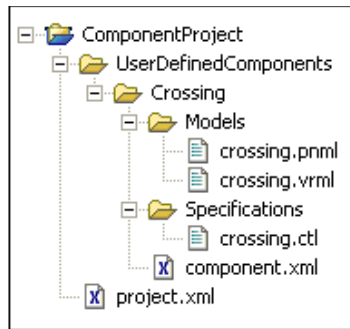 ComponentProject
UserDefinedComponents
Crossing
Models
crossing.pnml
crossing.vrml
Specifications
crossing.ctl
component.xml
project.xml